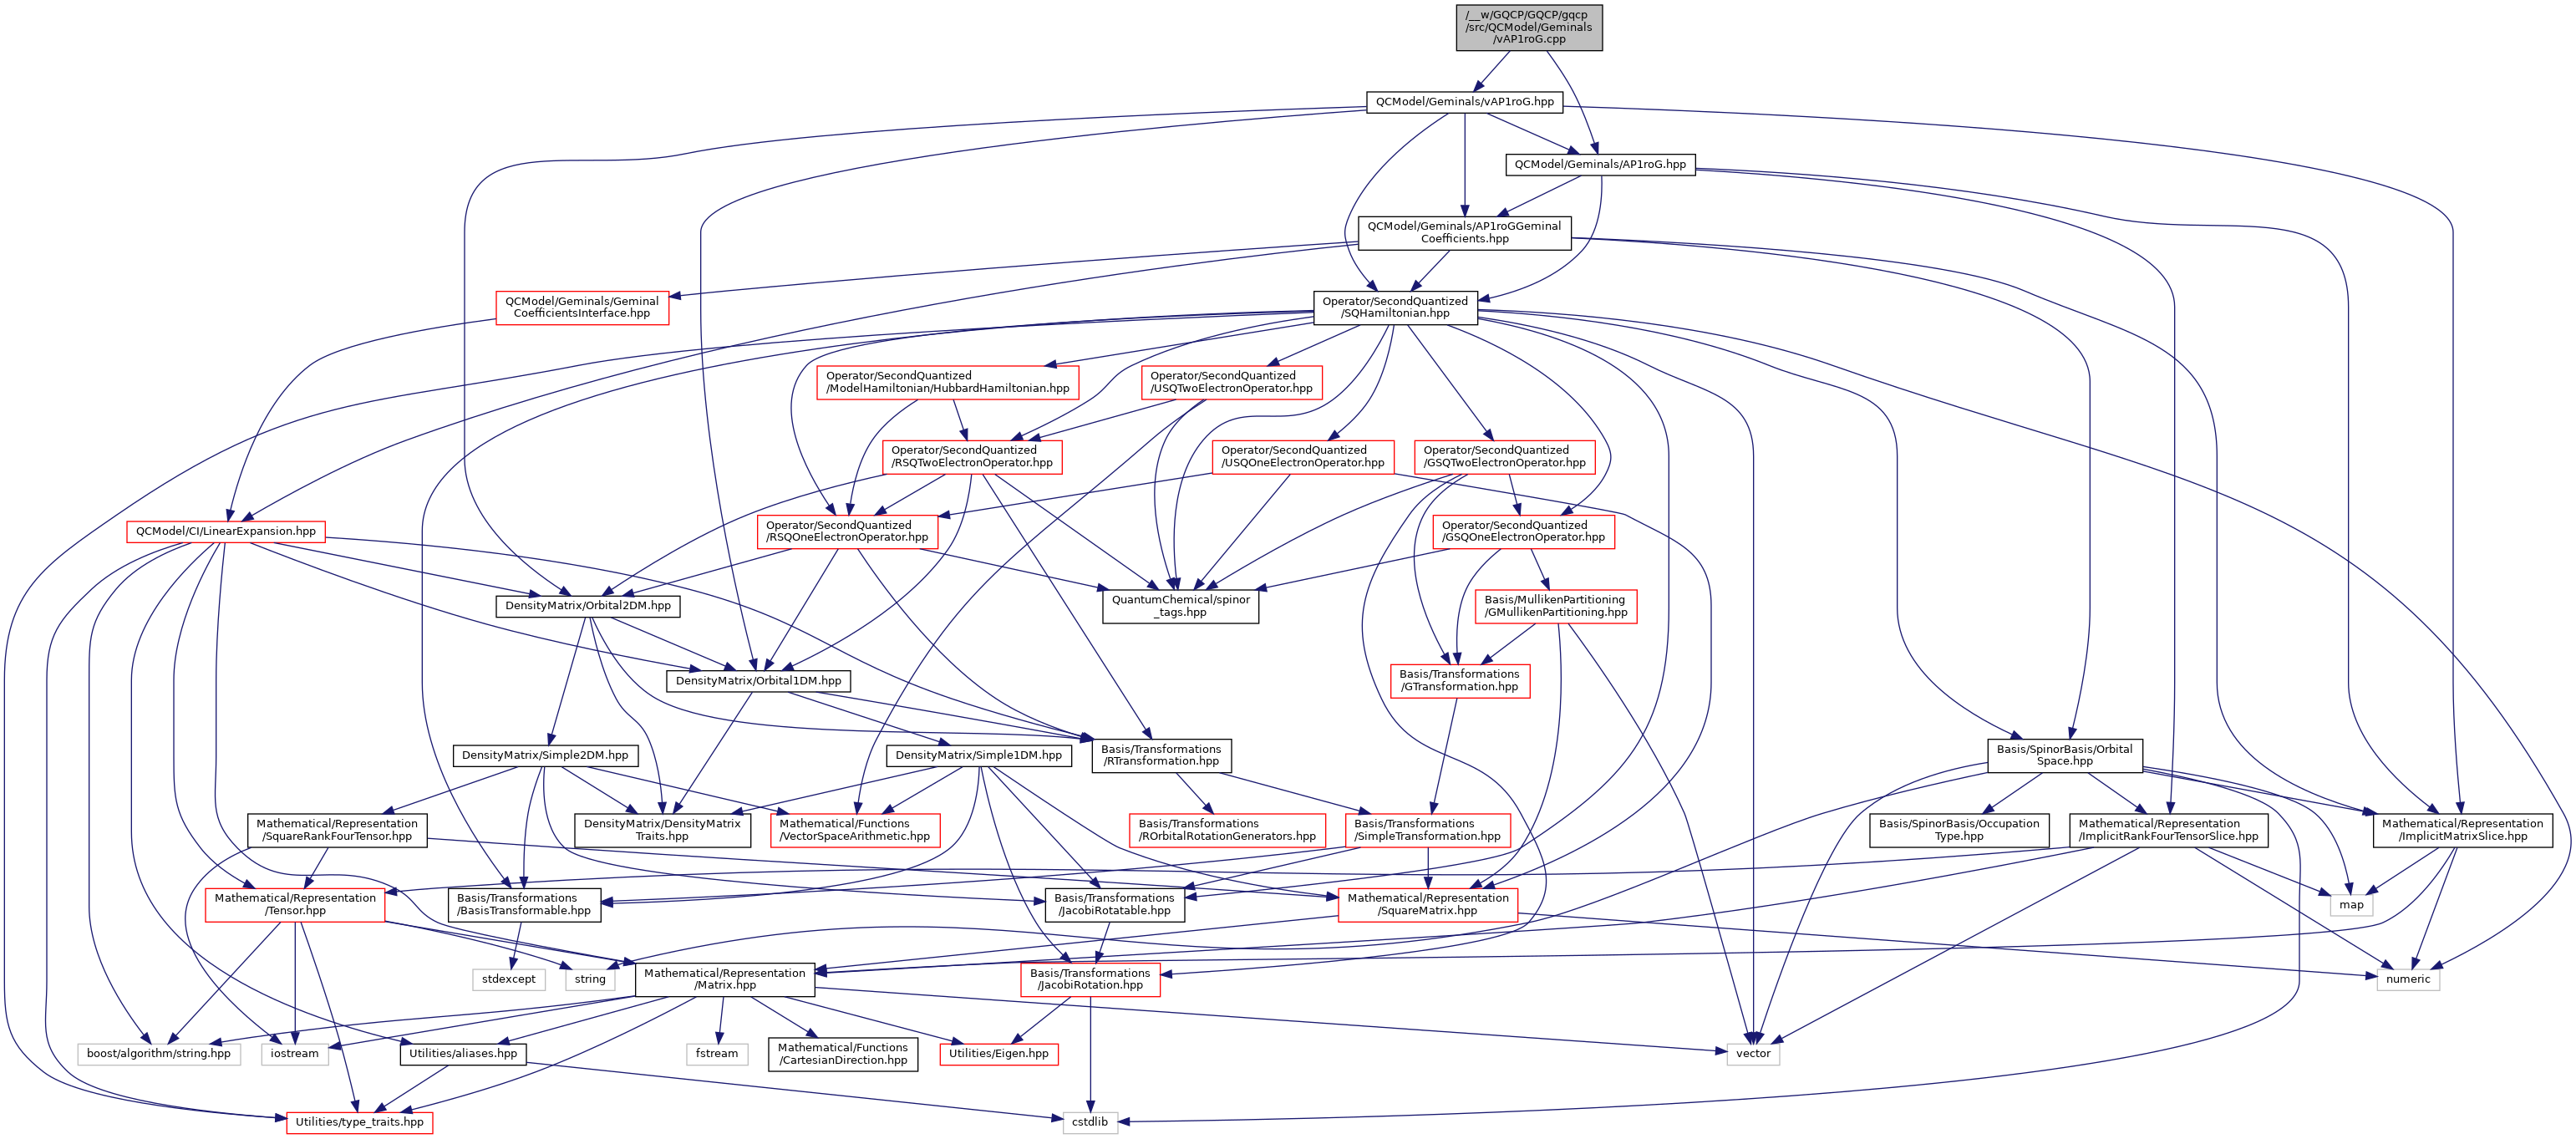 /__w/GQCP/GQCP/gqcp
/src/QCModel/Geminals
/vAP1roG.cpp
QCModel/Geminals/vAP1roG.hpp
QCModel/Geminals/AP1roG.hpp
QCModel/Geminals/AP1roGGeminal
Coefficients.hpp
QCModel/Geminals/Geminal
CoefficientsInterface.hpp
Operator/SecondQuantized
/SQHamiltonian.hpp
Operator/SecondQuantized
/ModelHamiltonian/HubbardHamiltonian.hpp
Operator/SecondQuantized
/USQTwoElectronOperator.hpp
Operator/SecondQuantized
/RSQTwoElectronOperator.hpp
Operator/SecondQuantized
/USQOneElectronOperator.hpp
Operator/SecondQuantized
/GSQTwoElectronOperator.hpp
QCModel/CI/LinearExpansion.hpp
Operator/SecondQuantized
/RSQOneElectronOperator.hpp
Operator/SecondQuantized
/GSQOneElectronOperator.hpp
DensityMatrix/Orbital2DM.hpp
QuantumChemical/spinor
_tags.hpp
Basis/MullikenPartitioning
/GMullikenPartitioning.hpp
DensityMatrix/Orbital1DM.hpp
Basis/Transformations
/GTransformation.hpp
DensityMatrix/Simple2DM.hpp
DensityMatrix/Simple1DM.hpp
Basis/Transformations
/RTransformation.hpp
Basis/SpinorBasis/Orbital
Space.hpp
Mathematical/Representation
/SquareRankFourTensor.hpp
DensityMatrix/DensityMatrix
Traits.hpp
Mathematical/Functions
/VectorSpaceArithmetic.hpp
Basis/Transformations
/ROrbitalRotationGenerators.hpp
Basis/Transformations
/SimpleTransformation.hpp
Basis/SpinorBasis/Occupation
Type.hpp
Mathematical/Representation
/ImplicitRankFourTensorSlice.hpp
Mathematical/Representation
/ImplicitMatrixSlice.hpp
Mathematical/Representation
/Tensor.hpp
Basis/Transformations
/BasisTransformable.hpp
Basis/Transformations
/JacobiRotatable.hpp
Mathematical/Representation
/SquareMatrix.hpp
map
stdexcept
string
Mathematical/Representation
/Matrix.hpp
Basis/Transformations
/JacobiRotation.hpp
numeric
boost/algorithm/string.hpp
iostream
Utilities/aliases.hpp
fstream
Mathematical/Functions
/CartesianDirection.hpp
Utilities/Eigen.hpp
vector
Utilities/type_traits.hpp
cstdlib